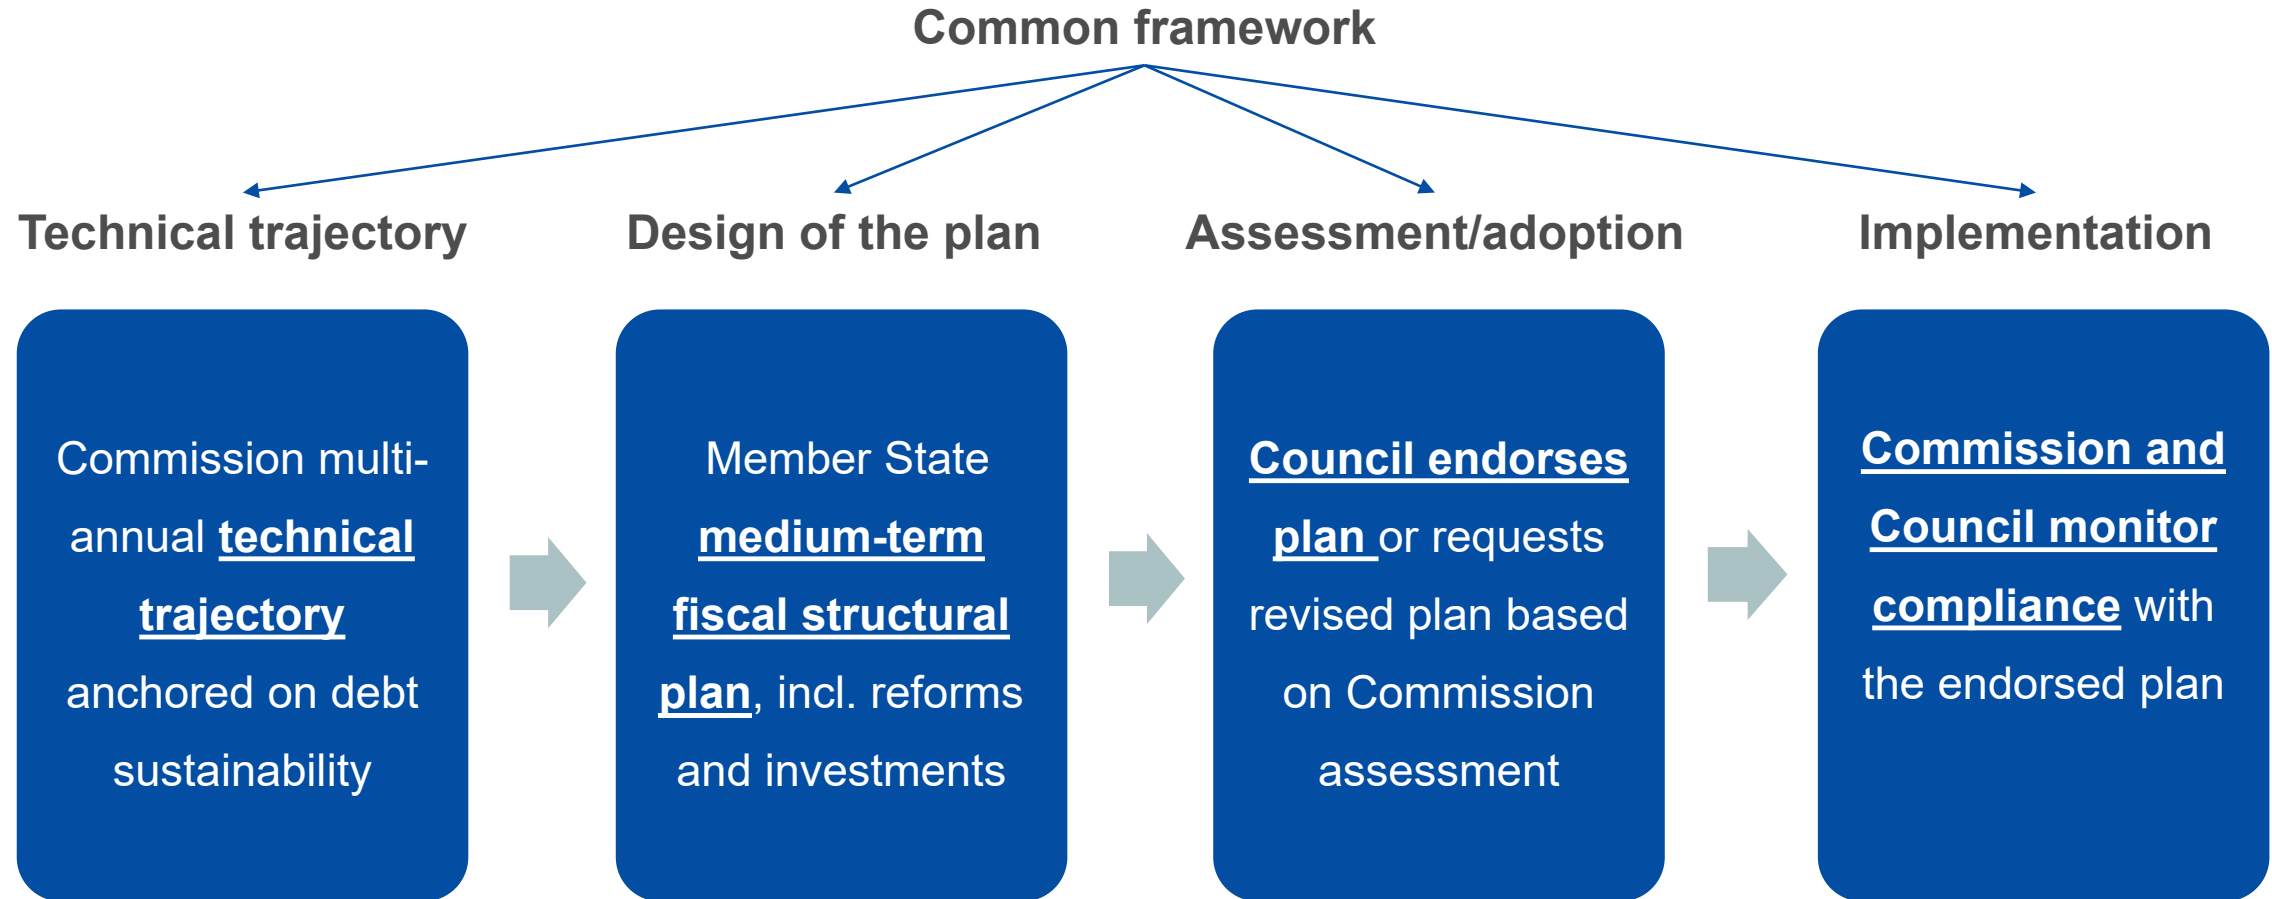 Common framework
Technical trajectory
Design of the plan
Assessment/adoption
Implementation
Commission multi-
annual technical
trajectory
anchored on debt
sustainability
Member State
medium-term
fiscal structural
plan, incl. reforms
and investments
Council endorses
plan or requests
revised plan based
on Commission
assessment
Commission and
Council monitor
compliance with
the endorsed plan